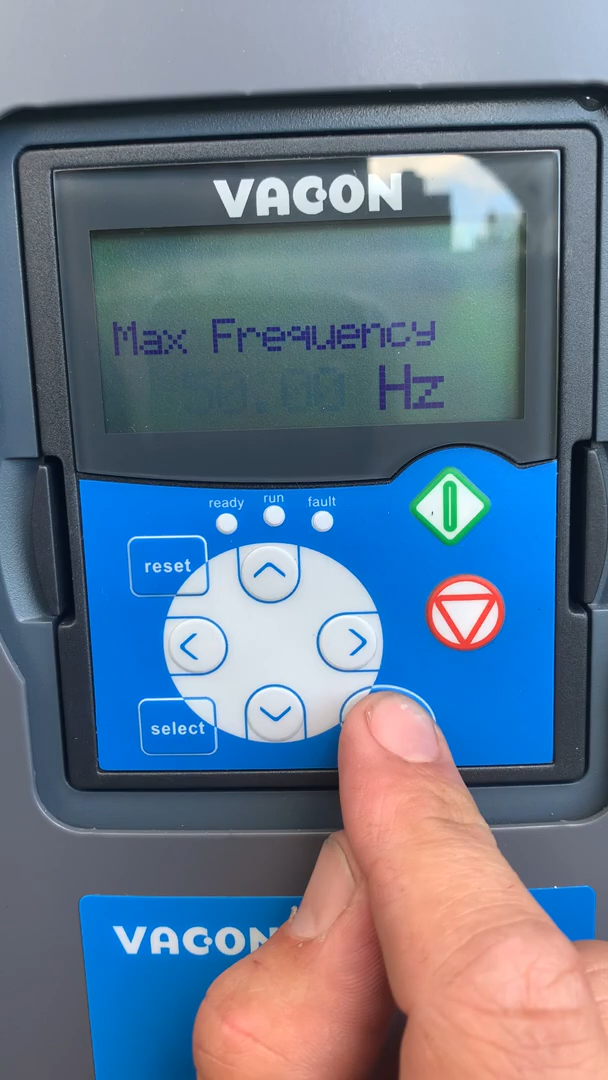 VACON
Max Frequency
Hz
ready run fault
reset
select
VACON